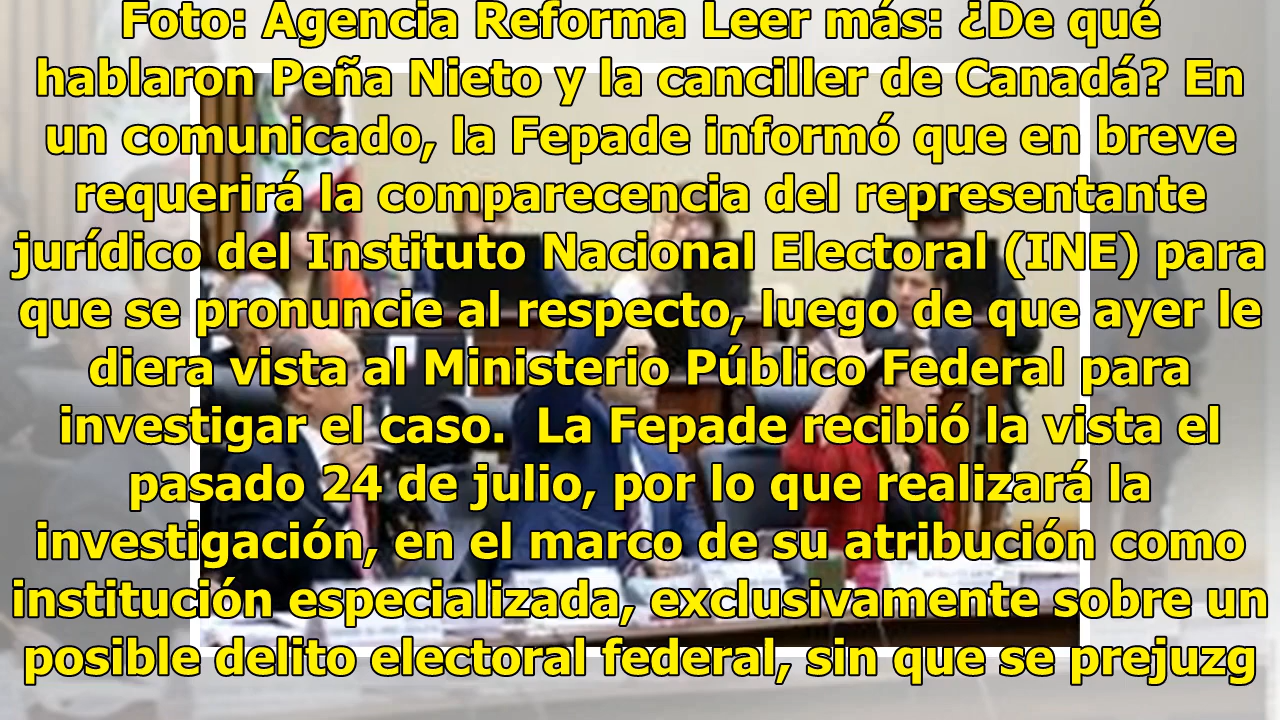 Foto: Agencia Reforma Leer más: ¿De qué
hablaron Peña Nieto y la canciller de Canadá? En
un comunicado, la Fepade informó que en breve
requerirá la comparecencia del representante
jurídico del Instituto Nacional Electoral (INE) para
que se pronuncie al respecto, luego de que ayer le
diera vista al Ministerio Público Federal para
investigar el caso.  La Fepade recibió la vista el
pasado 24 de julio, por lo que realizará la
investigación, en el marco de su atribución como
institución especializada, exclusivamente sobre un
posible delito electoral federal, sin que se prejuzg